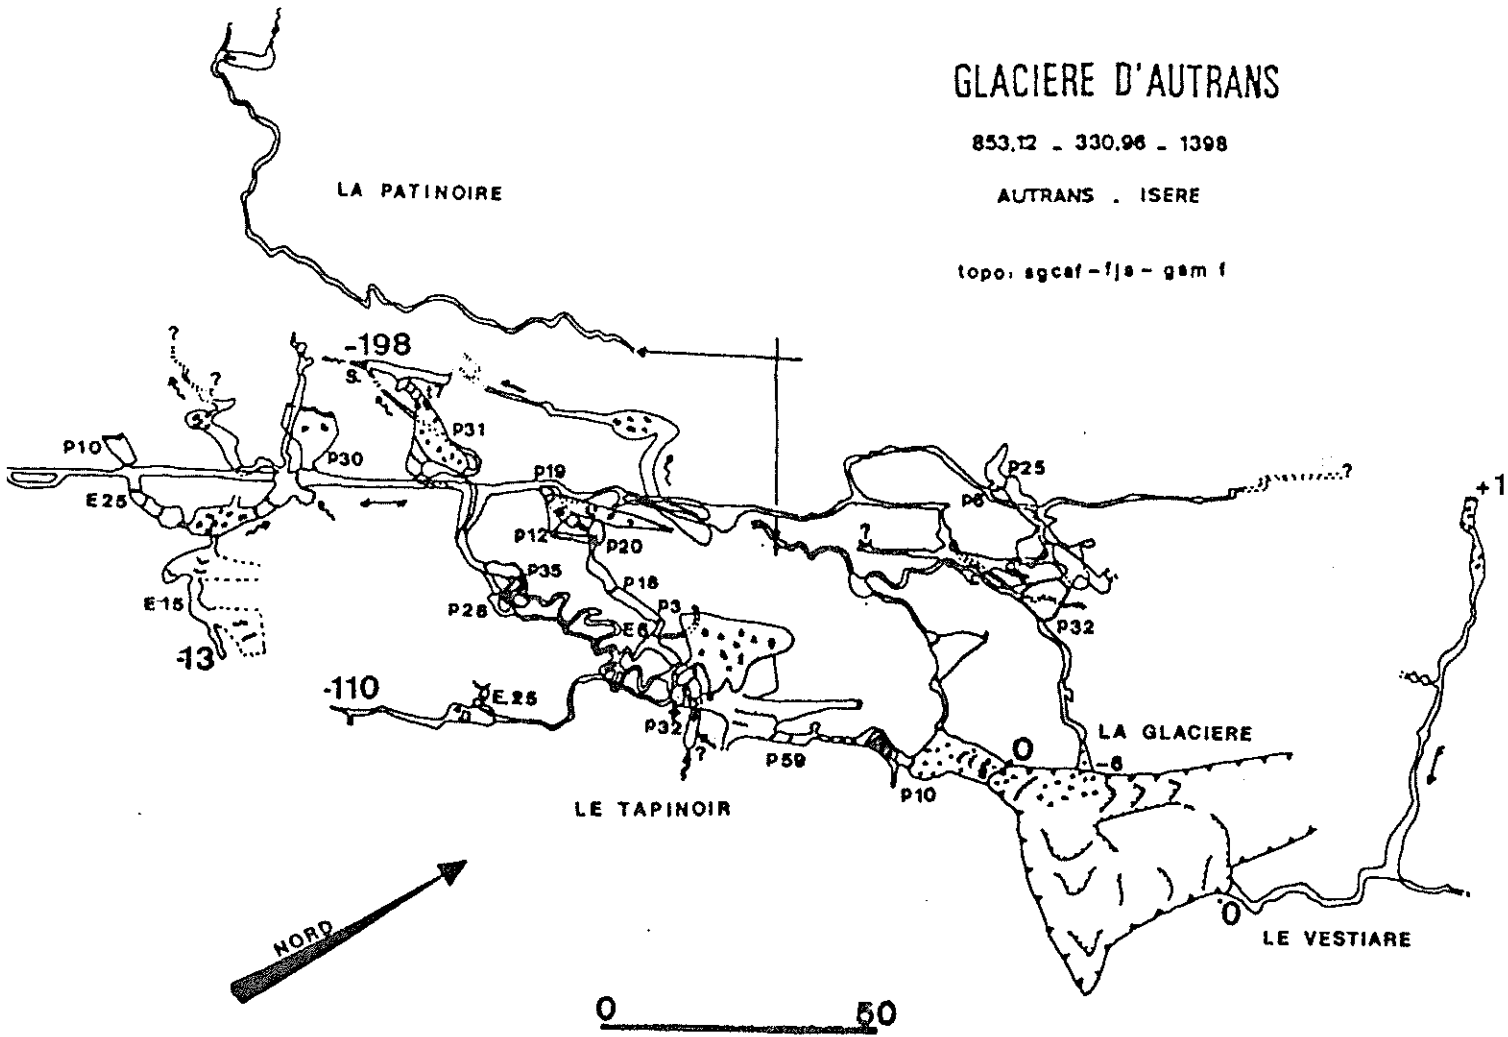 GLACIERE D'AUTRANS
853,12 - 330.96 - 1398
AUTRANS . ISERE
topo: sgcaf - fjs - gsm f
LA PATINOIRE
?
?
-198
S.
P10
P30
P31
P19
P25
P6
?
+1
E25
P12
P20
?
E15
P35
P18
P28
P3
E6
P32
-13
-110
E.25
P32
?
P59
LA GLACIERE
0
-6
P10
LE TAPINOIR
NORD
0
LE VESTIARE
0
50